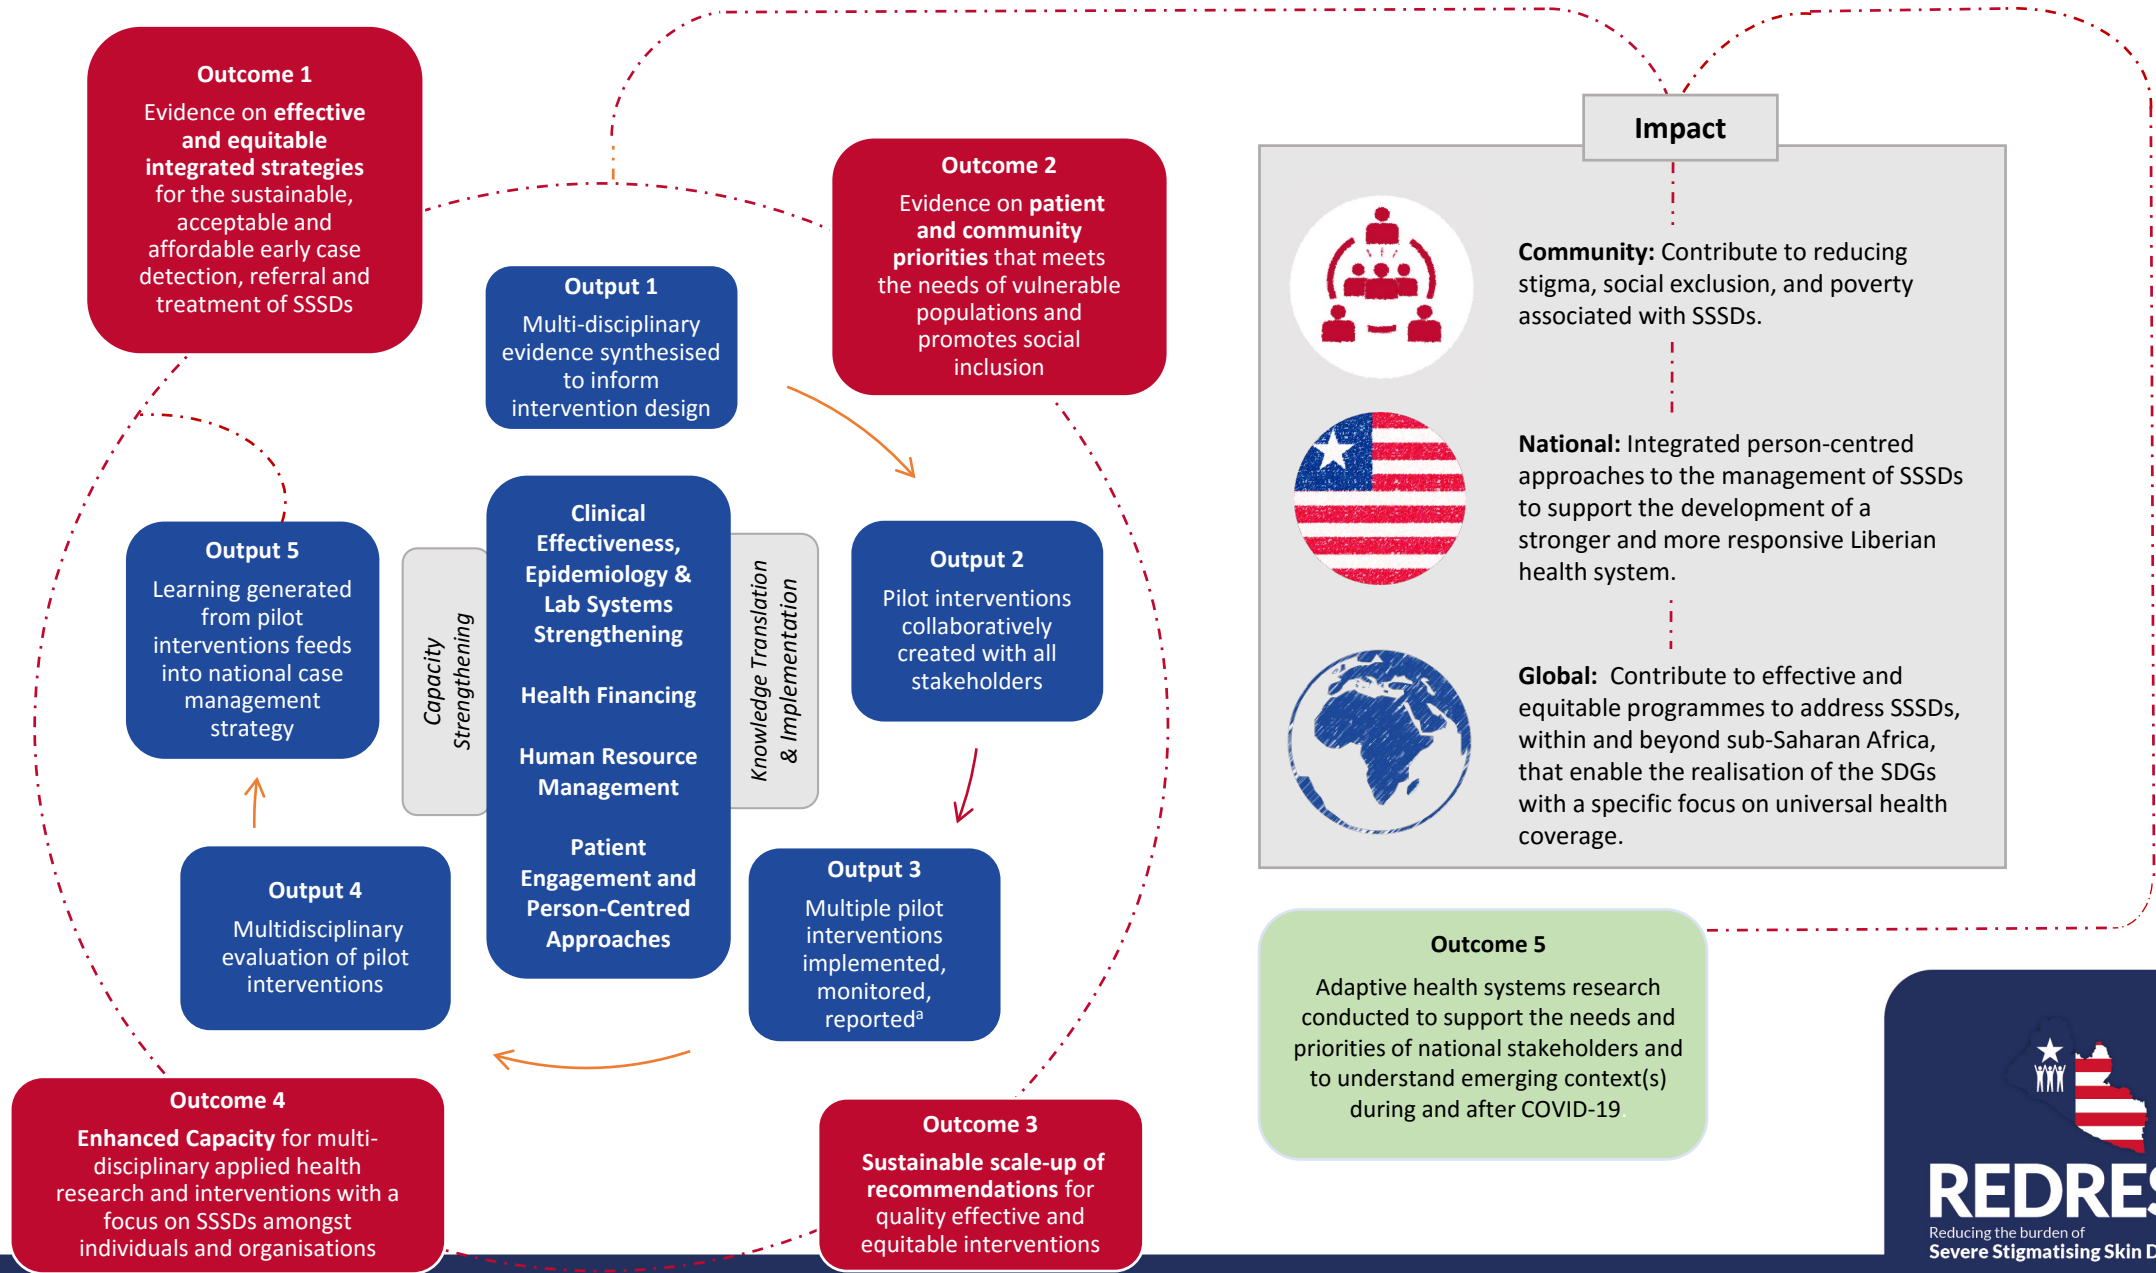 Outcome 1
Evidence on effective
and equitable
integrated strategies
for the sustainable,
acceptable and
affordable early case
detection, referral and
treatment of SSSDs
Outcome 2
Evidence on patient
and community
priorities that meets
the needs of vulnerable
populations and
promotes social
inclusion
Output 1
Multi-disciplinary
evidence synthesised
to inform
intervention design
Output 2
Pilot interventions
collaboratively
created with all
stakeholders
Output 3
Multiple pilot
interventions
implemented,
monitored,
reportedᵃ
Output 4
Multidisciplinary
evaluation of pilot
interventions
Output 5
Learning generated
from pilot
interventions feeds
into national case
management
strategy
Capacity
Strengthening
Clinical
Effectiveness,
Epidemiology &
Lab Systems
Strengthening
Health Financing
Human Resource
Management
Patient
Engagement and
Person-Centred
Approaches
Knowledge Translation
& Implementation
Outcome 4
Enhanced Capacity for multi-
disciplinary applied health
research and interventions with a
focus on SSSDs amongst
individuals and organisations
Outcome 3
Sustainable scale-up of
recommendations for
quality effective and
equitable interventions
Impact
Community: Contribute to reducing
stigma, social exclusion, and poverty
associated with SSSDs.
National: Integrated person-centred
approaches to the management of SSSDs
to support the development of a
stronger and more responsive Liberian
health system.
Global: Contribute to effective and
equitable programmes to address SSSDs,
within and beyond sub-Saharan Africa,
that enable the realisation of the SDGs
with a specific focus on universal health
coverage.
Outcome 5
Adaptive health systems research
conducted to support the needs and
priorities of national stakeholders and
to understand emerging context(s)
during and after COVID-19.
REDRES
Reducing the burden of
Severe Stigmatising Skin D